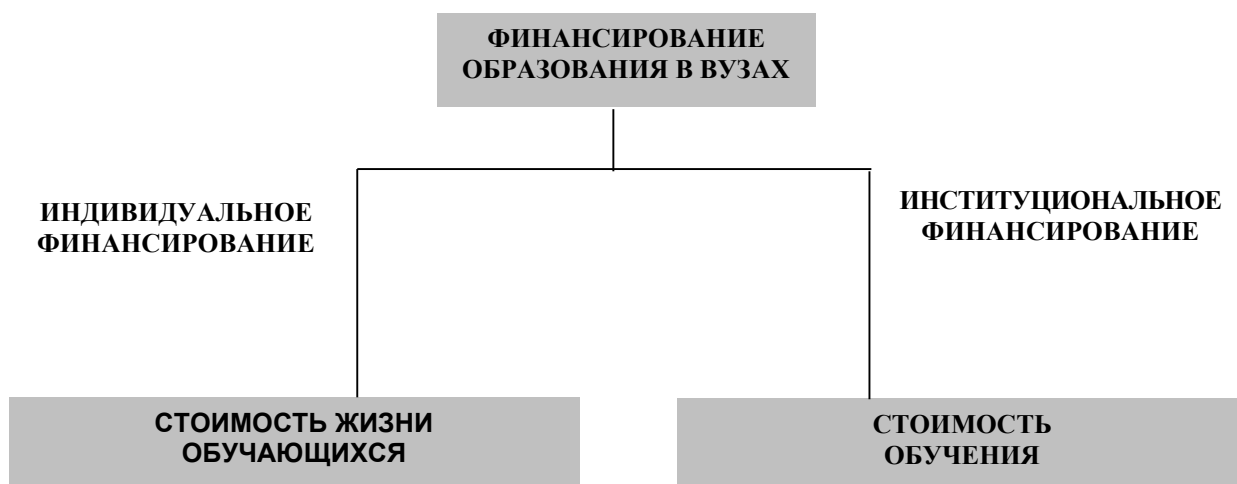 ФИНАНСИРОВАНИЕ
ОБРАЗОВАНИЯ В ВУЗАХ
ИНДИВИДУАЛЬНОЕ
ФИНАНСИРОВАНИЕ
ИНСТИТУЦИОНАЛЬНОЕ
ФИНАНСИРОВАНИЕ
СТОИМОСТЬ ЖИЗНИ
ОБУЧАЮЩИХСЯ
СТОИМОСТЬ
ОБУЧЕНИЯ